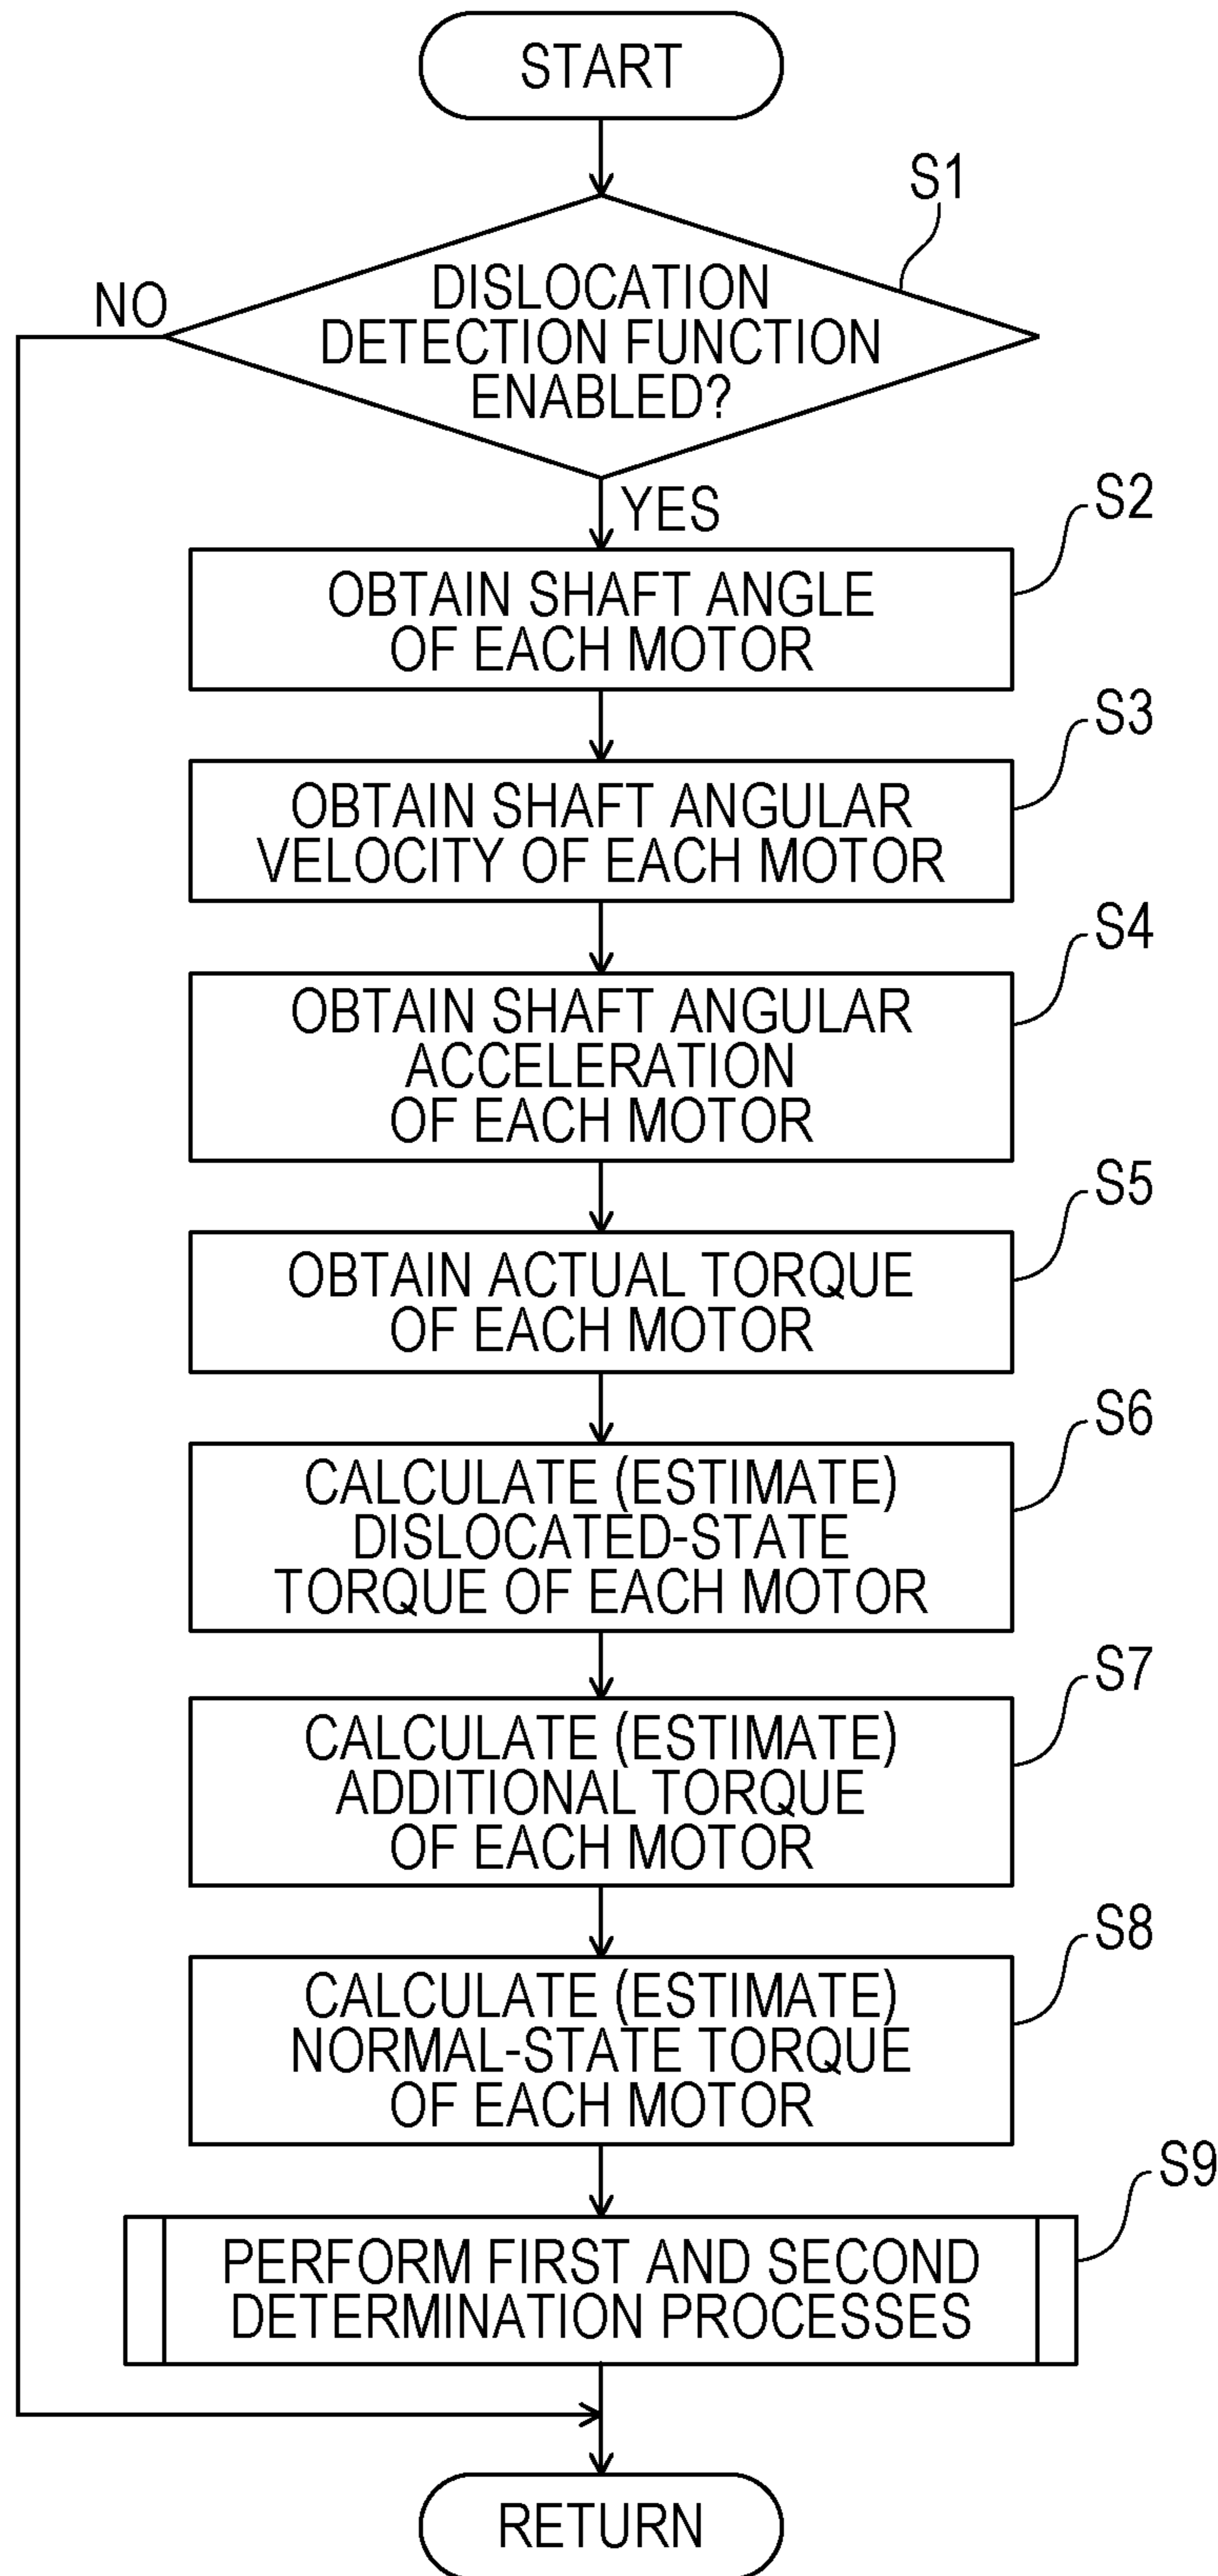 START
S1
DISLOCATION
DETECTION FUNCTION
ENABLED?
NO
YES
S2
OBTAIN SHAFT ANGLE
OF EACH MOTOR
S3
OBTAIN SHAFT ANGULAR
VELOCITY OF EACH MOTOR
S4
OBTAIN SHAFT ANGULAR
ACCELERATION
OF EACH MOTOR
S5
OBTAIN ACTUAL TORQUE
OF EACH MOTOR
S6
CALCULATE (ESTIMATE)
DISLOCATED-STATE
TORQUE OF EACH MOTOR
S7
CALCULATE (ESTIMATE)
ADDITIONAL TORQUE
OF EACH MOTOR
S8
CALCULATE (ESTIMATE)
NORMAL-STATE TORQUE
OF EACH MOTOR
S9
PERFORM FIRST AND SECOND
DETERMINATION PROCESSES
RETURN